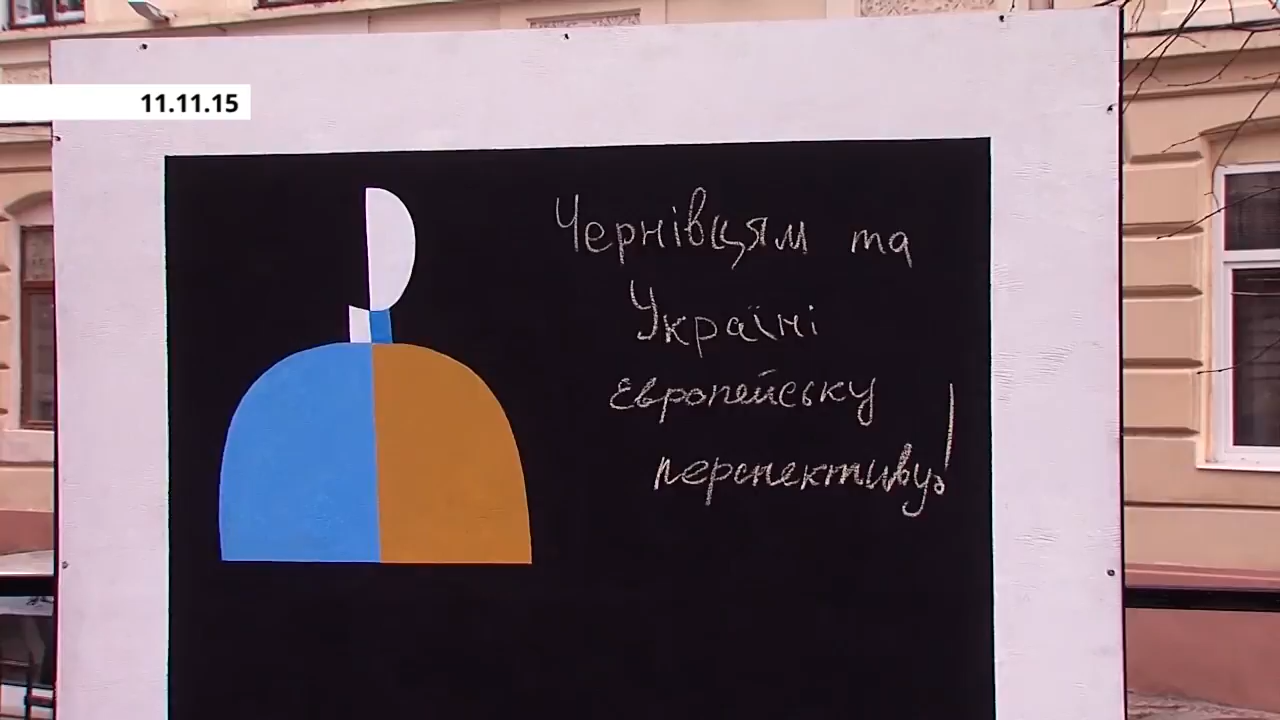 11.11.15
Чернівцям та
Україні
європейську
перспективу!